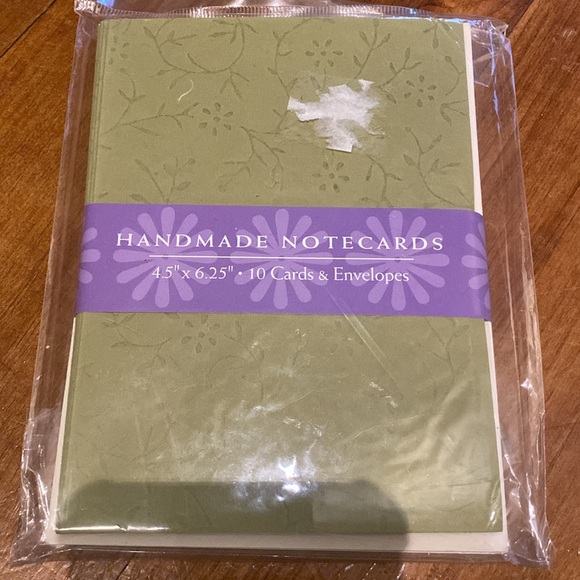 HANDMADE NOTECARDS
4.5" x 6.25" • 10 Cards & Envelopes